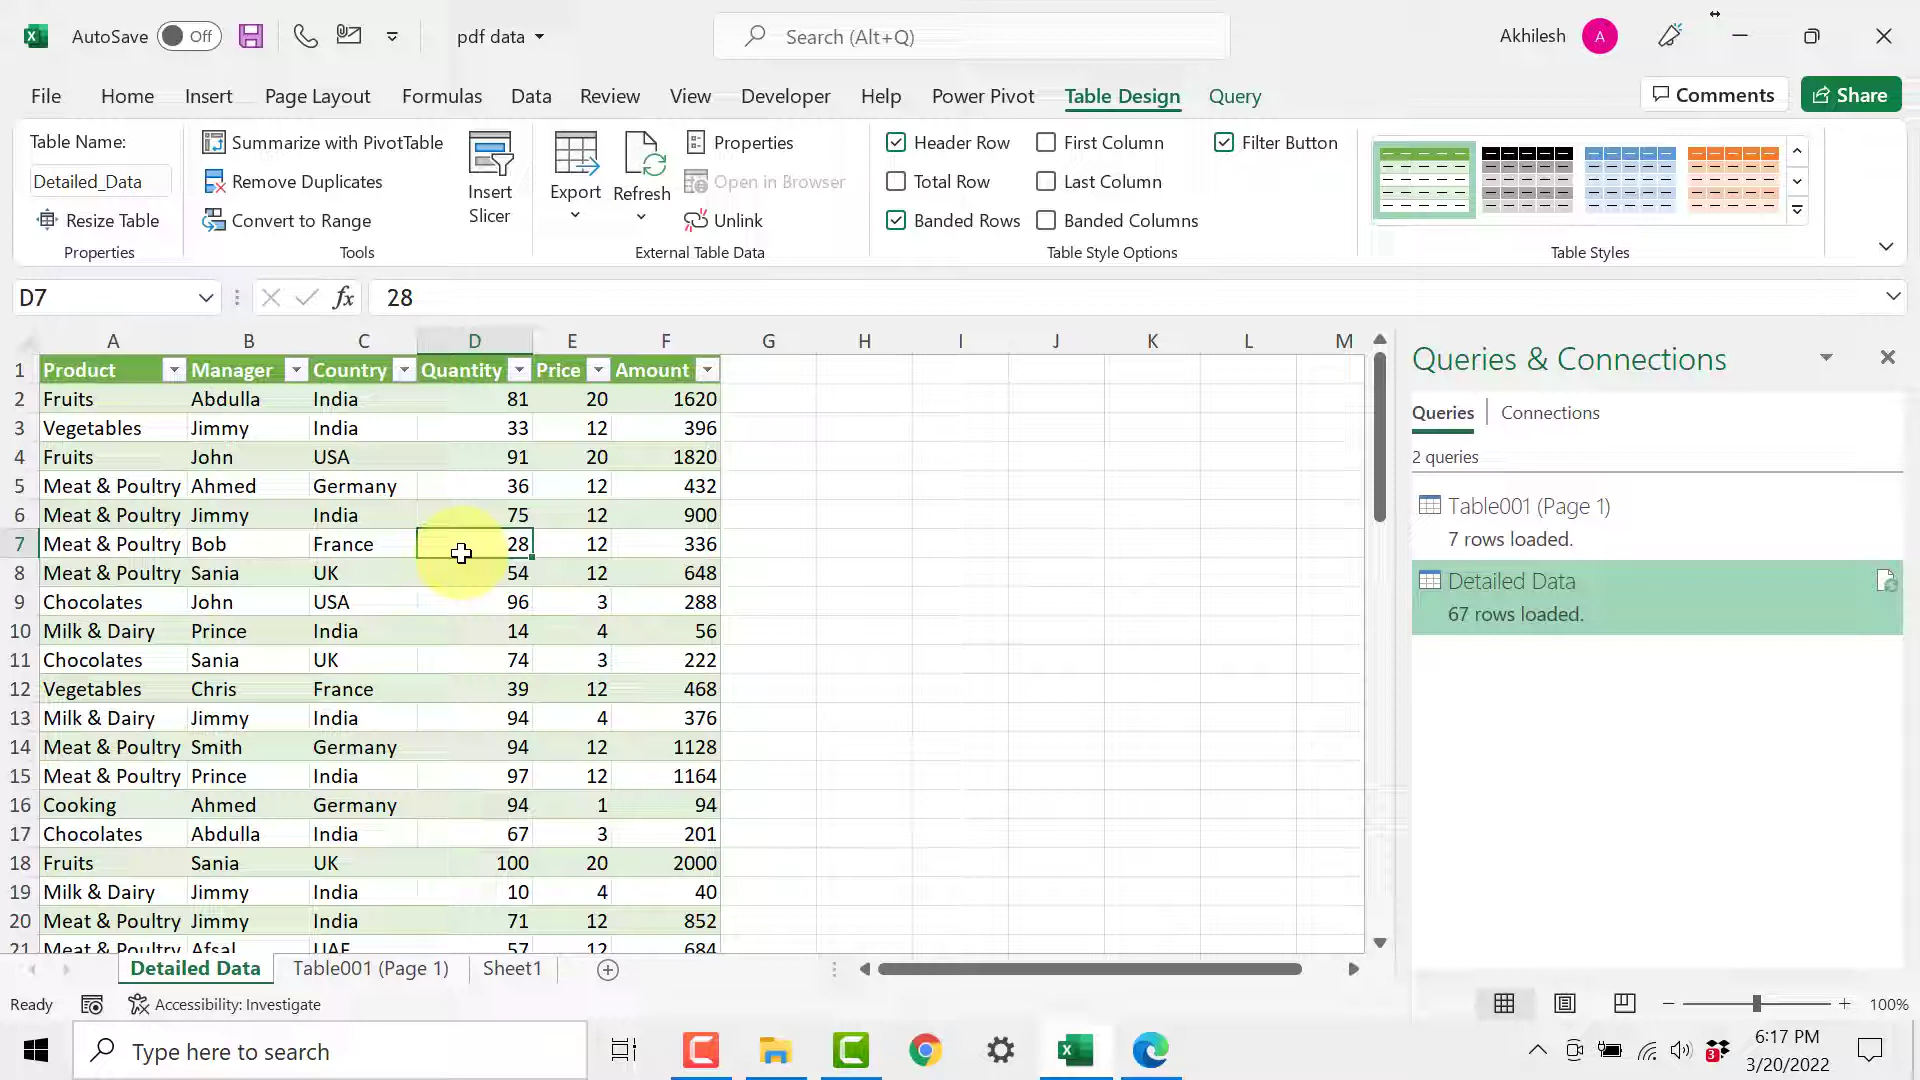 AutoSave Off pdf data Search (Alt+Q) Akhilesh A
File Home Insert Page Layout Formulas Data Review View Developer Help Power Pivot Table Design Query Comments Share
Table Name:
Detailed_Data
Resize Table
Properties
Summarize with PivotTable
Remove Duplicates
Convert to Range
Tools
Insert
Slicer
Export
Refresh
Properties
Open in Browser
Unlink
External Table Data
Header Row
Total Row
Banded Rows
First Column
Last Column
Banded Columns
Filter Button
Table Style Options
Table Styles
D7 fx 28
A B C D E F G H I J K L M
1 Product Manager Country Quantity Price Amount
2 Fruits Abdulla India 81 20 1620
3 Vegetables Jimmy India 33 12 396
4 Fruits John USA 91 20 1820
5 Meat & Poultry Ahmed Germany 36 12 432
6 Meat & Poultry Jimmy India 75 12 900
7 Meat & Poultry Bob France 28 12 336
8 Meat & Poultry Sania UK 54 12 648
9 Chocolates John USA 96 3 288
10 Milk & Dairy Prince India 14 4 56
11 Chocolates Sania UK 74 3 222
12 Vegetables Chris France 39 12 468
13 Milk & Dairy Jimmy India 94 4 376
14 Meat & Poultry Smith Germany 94 12 1128
15 Meat & Poultry Prince India 97 12 1164
16 Cooking Ahmed Germany 94 1 94
17 Chocolates Abdulla India 67 3 201
18 Fruits Sania UK 100 20 2000
19 Milk & Dairy Jimmy India 10 4 40
20 Meat & Poultry Jimmy India 71 12 852
21 Meat & Poultry Afsal UAE 57 12 684
Queries & Connections
Queries Connections
2 queries
Table001 (Page 1)
7 rows loaded.
Detailed Data
67 rows loaded.
Detailed Data Table001 (Page 1) Sheet1
Ready Accessibility: Investigate 100%
Type here to search
3
6:17 PM
3/20/2022